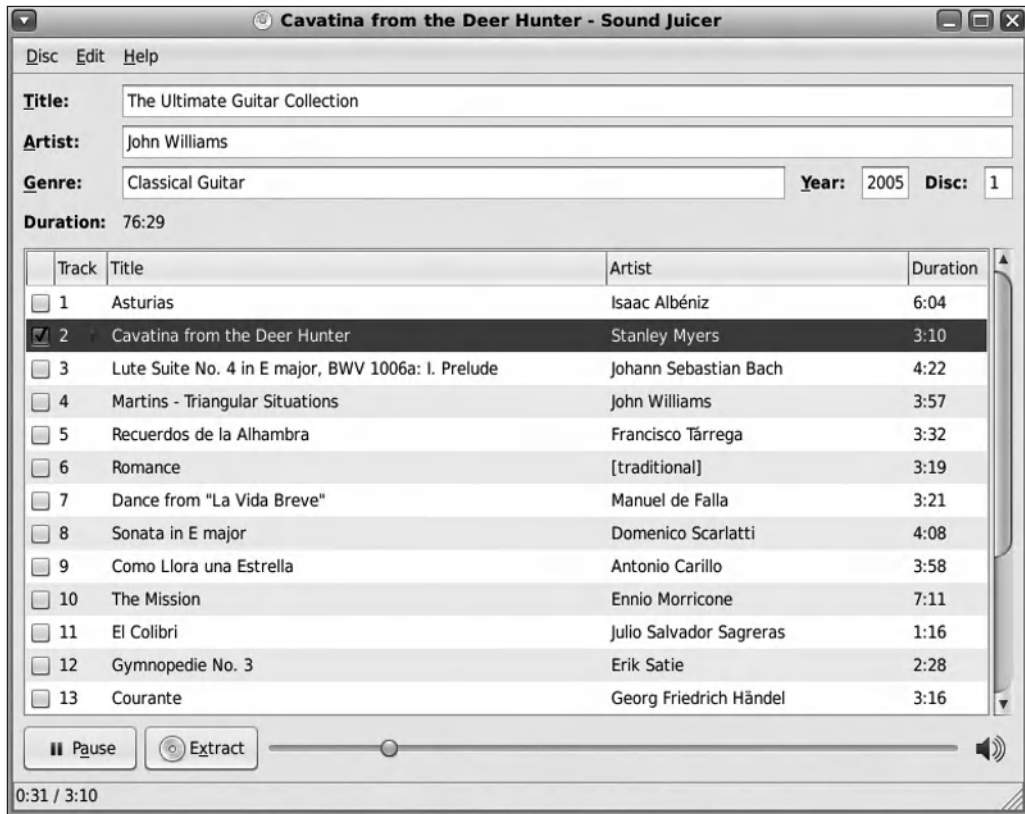 Cavatina from the Deer Hunter - Sound Juicer
Disc Edit Help
Title: The Ultimate Guitar Collection
Artist: John Williams
Genre: Classical Guitar Year: 2005 Disc: 1
Duration: 76:29
Track Title Artist Duration
1 Asturias Isaac Albéniz 6:04
2 Cavatina from the Deer Hunter Stanley Myers 3:10
3 Lute Suite No. 4 in E major, BWV 1006a: I. Prelude Johann Sebastian Bach 4:22
4 Martins - Triangular Situations John Williams 3:57
5 Recuerdos de la Alhambra Francisco Tárrega 3:32
6 Romance [traditional] 3:19
7 Dance from "La Vida Breve" Manuel de Falla 3:21
8 Sonata in E major Domenico Scarlatti 4:08
9 Como Llora una Estrella Antonio Carillo 3:58
10 The Mission Ennio Morricone 7:11
11 El Colibri Julio Salvador Sagreras 1:16
12 Gymnopedie No. 3 Erik Satie 2:28
13 Courante Georg Friedrich Händel 3:16
Pause Extract
0:31 / 3:10